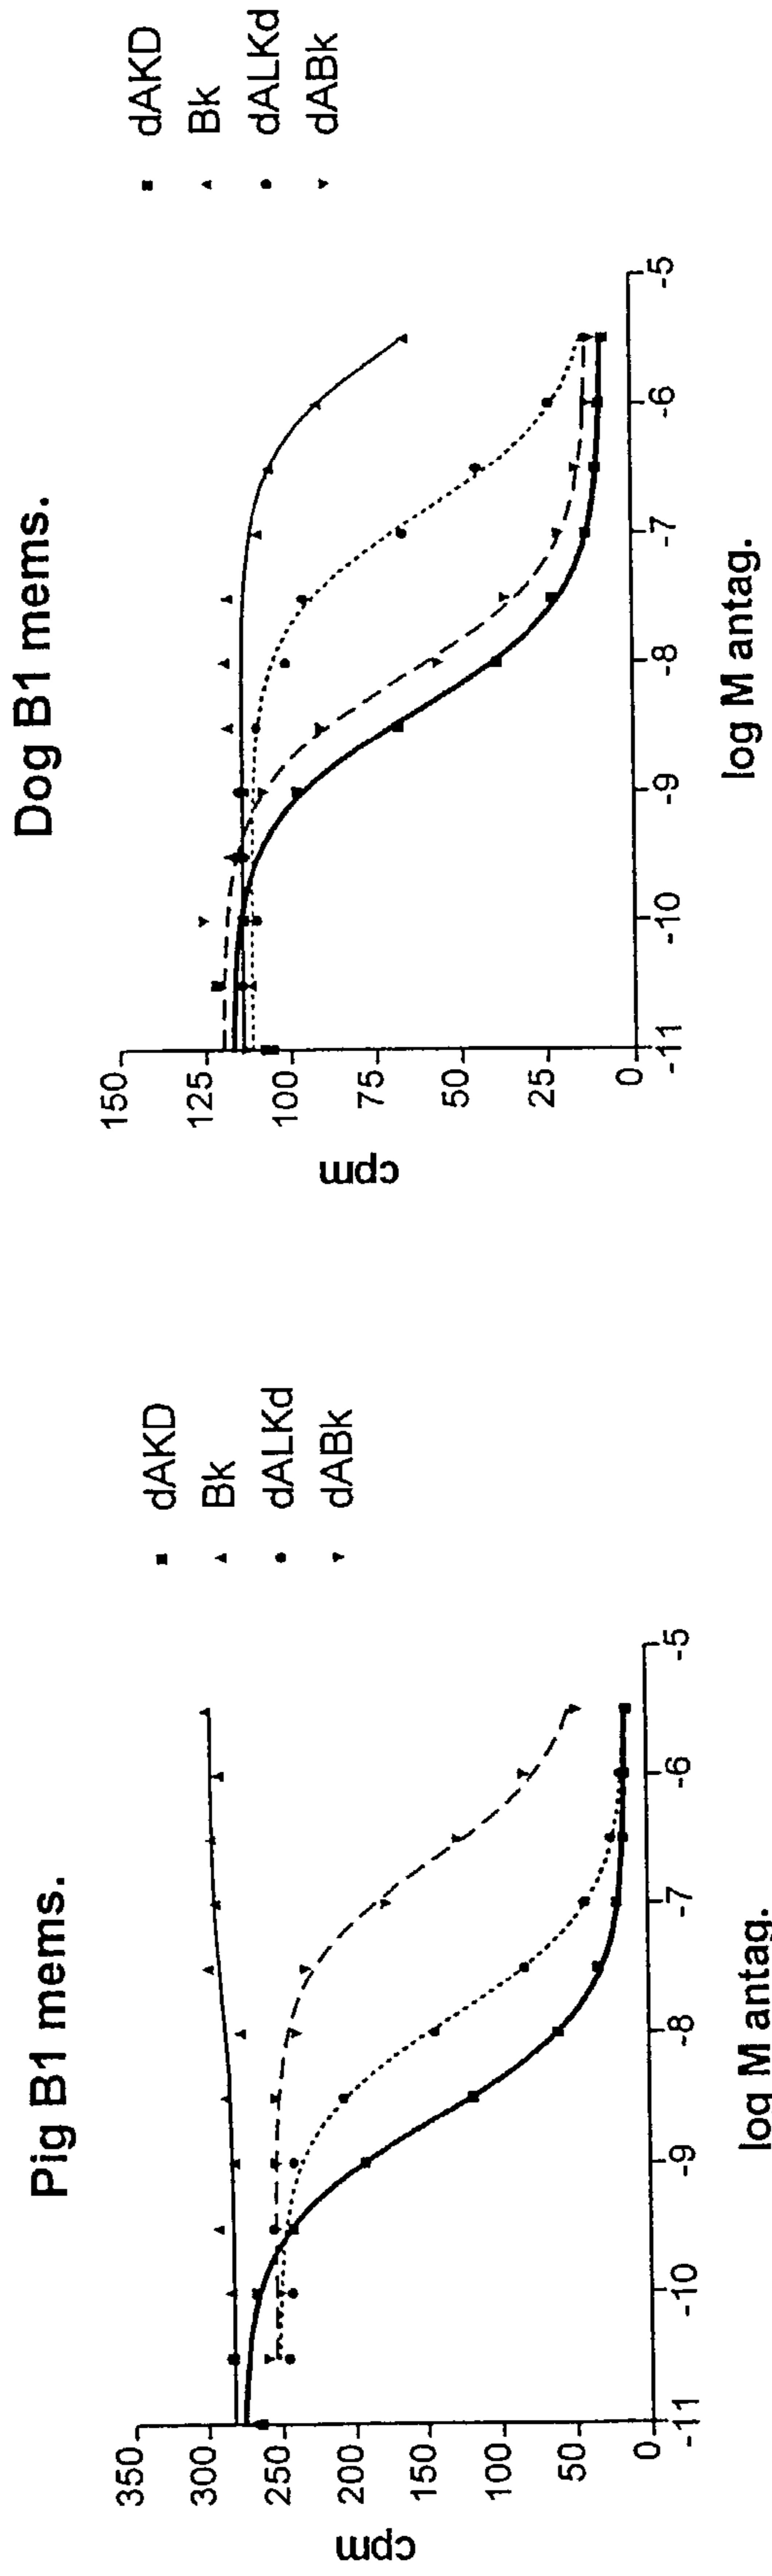 Pig B1 mems.
350
300
250
200
150
100
50
0
cpm
-11
-10
-9
-8
-7
-6
-5
log M antag.
dAKD
Bk
dALKd
dABk
Dog B1 mems.
150
125
100
75
50
25
0
cpm
-11
-10
-9
-8
-7
-6
-5
log M antag.
dAKD
Bk
dALKd
dABk